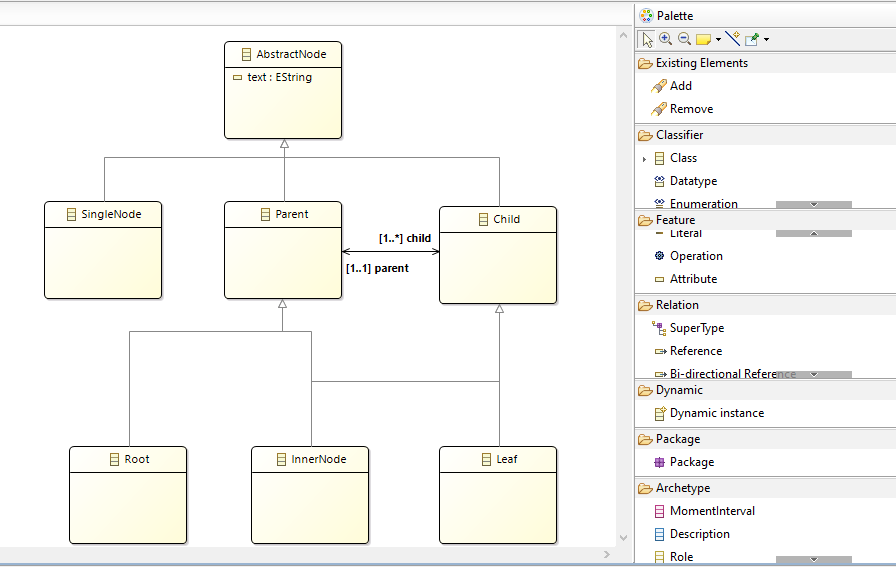 AbstractNode
text : EString
SingleNode
Parent
Child
[1..*] child
[1..1] parent
Root
InnerNode
Leaf
Palette
Existing Elements
Add
Remove
Classifier
Class
Datatype
Enumeration
Feature
Literal
Operation
Attribute
Relation
SuperType
Reference
Bi-directional Reference
Dynamic
Dynamic instance
Package
Package
Archetype
MomentInterval
Description
Role